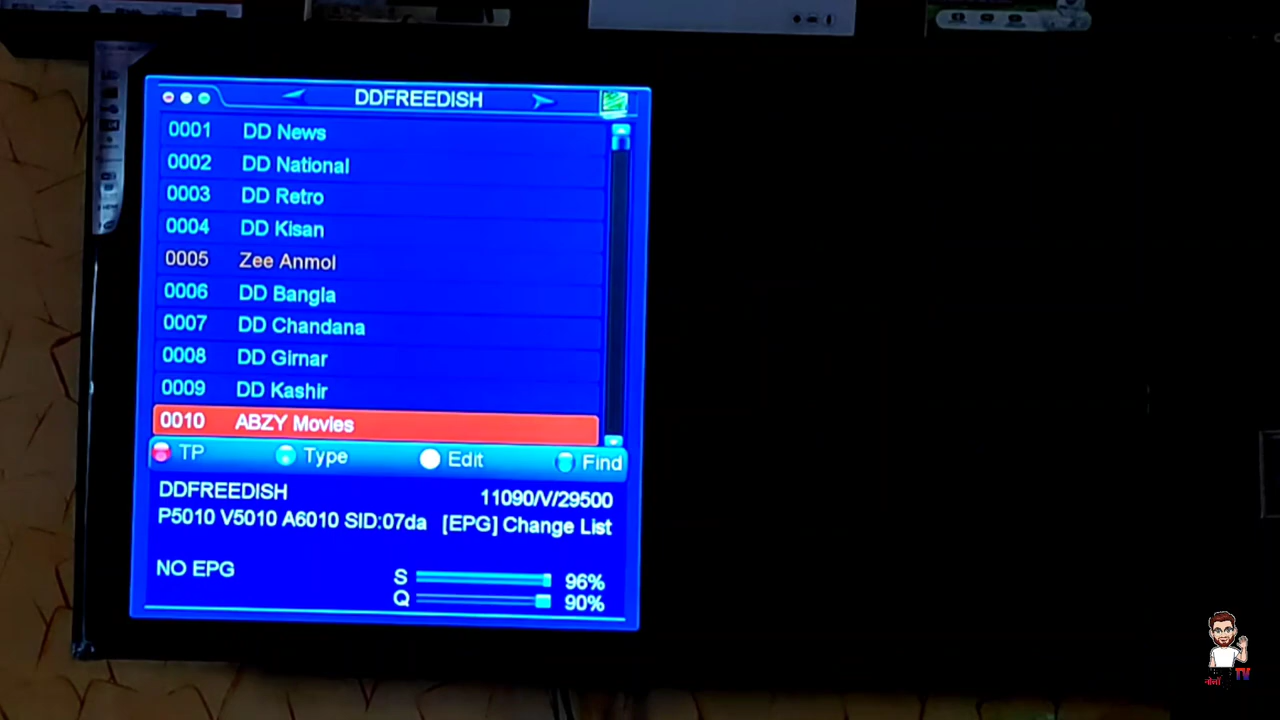 DDFREEDISH
0001 DD News
0002 DD National
0003 DD Retro
0004 DD Kisan
0005 Zee Anmol
0006 DD Bangla
0007 DD Chandana
0008 DD Girnar
0009 DD Kashir
0010 ABZY Movies
TP Type Edit Find
DDFREEDISH 11090/V/29500
P5010 V5010 A6010 SID:07da [EPG] Change List
NO EPG
S 96%
Q 90%
TV